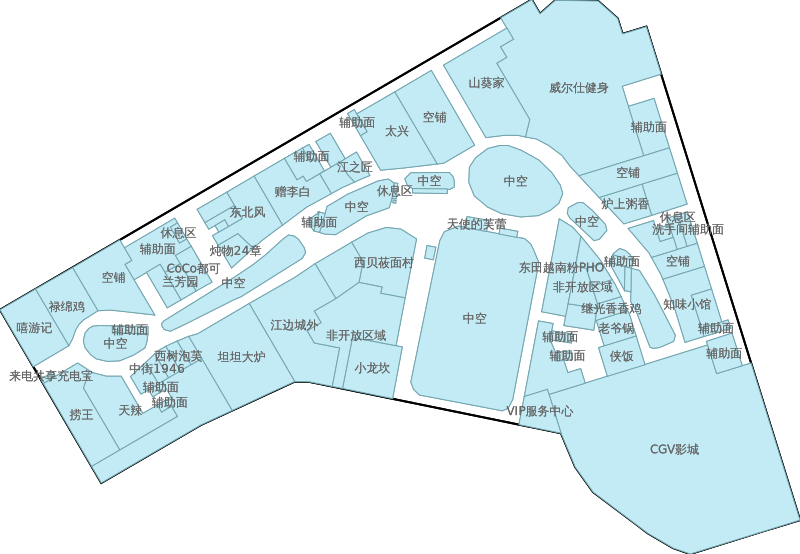 山葵家
威尔仕健身
辅助面
太兴
空铺
辅助面
辅助面
江之匠
空铺
休息区
中空
中空
赠李白
炉上粥香
中空
东北风
辅助面
天使的芙蕾
中空
休息区
洗手间辅助面
休息区
辅助面
炖物24章
西贝莜面村
东田越南粉PHO
辅助面
空铺
CoCo都可
兰芳园
空铺
中空
非开放区域
禄绵鸡
继光香香鸡
知味小馆
嘻游记
辅助面
中空
江边城外
中空
老爷锅
辅助面
非开放区域
辅助面
西树泡芙
坦坦大炉
辅助面
侠饭
辅助面
中街1946
小龙坎
来电共享充电宝
辅助面
辅助面
捞王
天辣
VIP服务中心
CGV影城